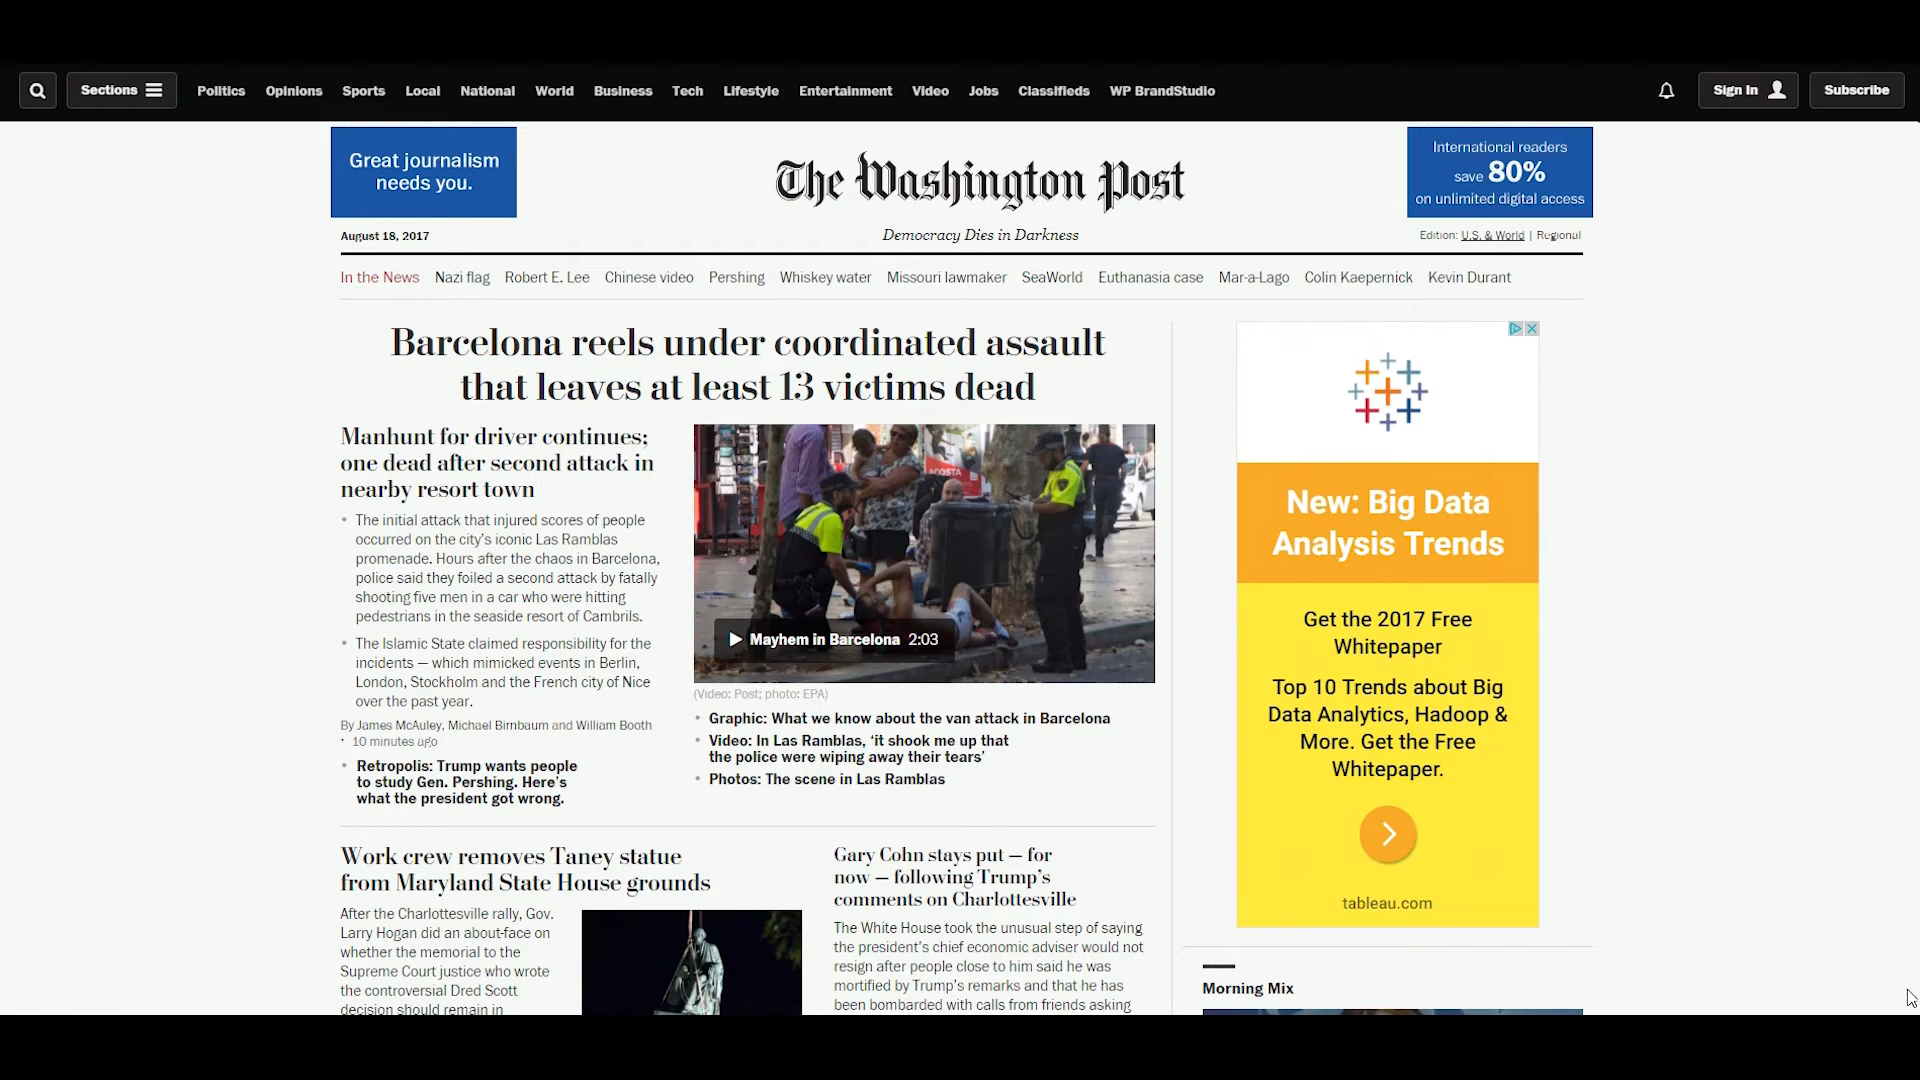 Sections
Politics Opinions Sports Local National World Business Tech Lifestyle Entertainment Video Jobs Classifieds WP BrandStudio
Sign In
Subscribe
Great journalism
needs you.
The Washington Post
International readers
save 80%
on unlimited digital access
August 18, 2017
Democracy Dies in Darkness
Edition: U.S. & World | Regional
In the News Nazi flag Robert E. Lee Chinese video Pershing Whiskey water Missouri lawmaker SeaWorld Euthanasia case Mar-a-Lago Colin Kaepernick Kevin Durant
Barcelona reels under coordinated assault
that leaves at least 13 victims dead
Manhunt for driver continues;
one dead after second attack in
nearby resort town
• The initial attack that injured scores of people
occurred on the city's iconic Las Ramblas
promenade. Hours after the chaos in Barcelona,
police said they foiled a second attack by fatally
shooting five men in a car who were hitting
pedestrians in the seaside resort of Cambrils.
• The Islamic State claimed responsibility for the
incidents — which mimicked events in Berlin,
London, Stockholm and the French city of Nice
over the past year.
By James McAuley, Michael Birnbaum and William Booth
· 10 minutes ago
• Retropolis: Trump wants people
to study Gen. Pershing. Here's
what the president got wrong.
ACOSTA
Mayhem in Barcelona 2:03
(Video: Post; photo: EPA)
• Graphic: What we know about the van attack in Barcelona
• Video: In Las Ramblas, ‘it shook me up that
the police were wiping away their tears’
• Photos: The scene in Las Ramblas
Work crew removes Taney statue
from Maryland State House grounds
After the Charlottesville rally, Gov.
Larry Hogan did an about-face on
whether the memorial to the
Supreme Court justice who wrote
the controversial Dred Scott
decision should remain in
Gary Cohn stays put — for
now — following Trump's
comments on Charlottesville
The White House took the unusual step of saying
the president's chief economic adviser would not
resign after people close to him said he was
mortified by Trump's remarks and that he has
been bombarded with calls from friends asking
New: Big Data
Analysis Trends
Get the 2017 Free
Whitepaper
Top 10 Trends about Big
Data Analytics, Hadoop &
More. Get the Free
Whitepaper.
tableau.com
Morning Mix